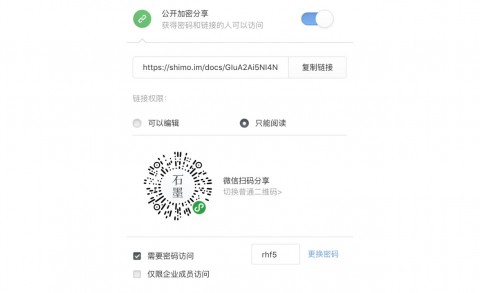 公开加密分享
获得密码和链接的人可以访问
https://shimo.im/docs/GIuA2Ai5NI4N
复制链接
链接权限:
可以编辑
只能阅读
石墨
微信扫码分享
切换普通二维码>
需要密码访问
rhf5
更换密码
仅限企业成员访问